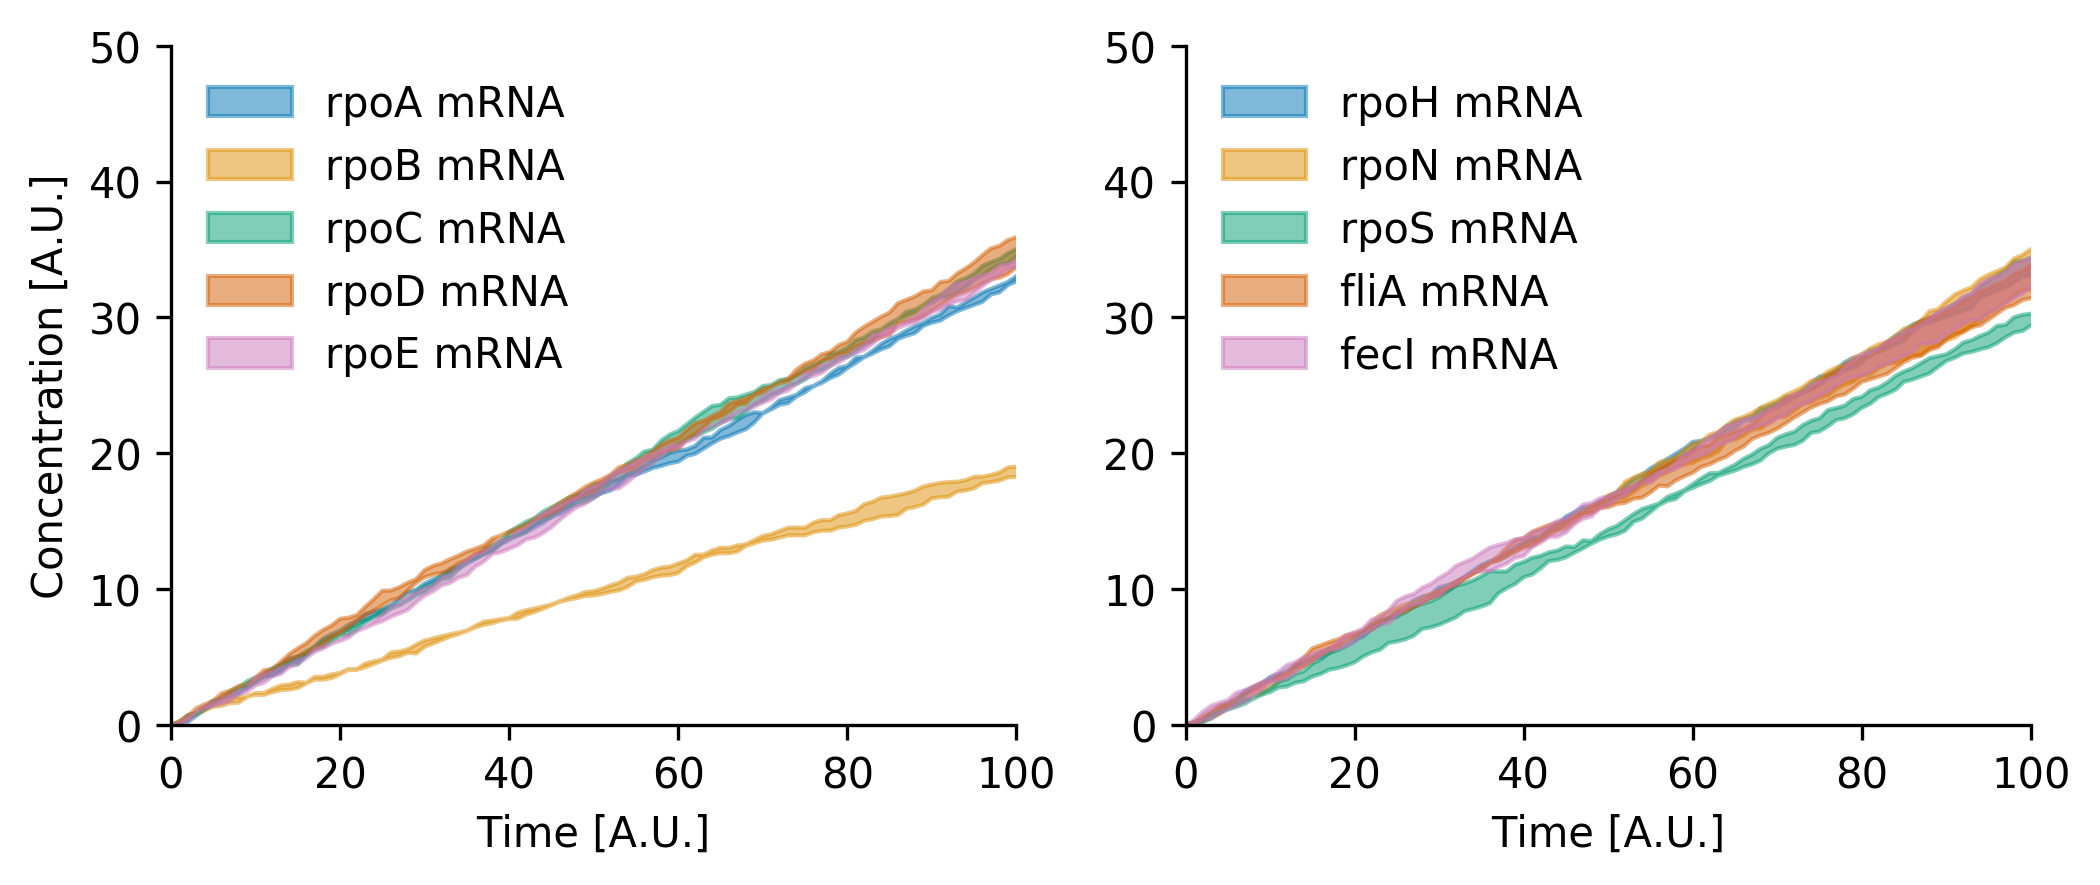 50
40
30
20
10
0
Concentration [A.U.]
rpoA mRNA
rpoB mRNA
rpoC mRNA
rpoD mRNA
rpoE mRNA
0 20 40 60 80 100
Time [A.U.]
50
40
30
20
10
0
rpoH mRNA
rpoN mRNA
rpoS mRNA
fliA mRNA
fecI mRNA
0 20 40 60 80 100
Time [A.U.]